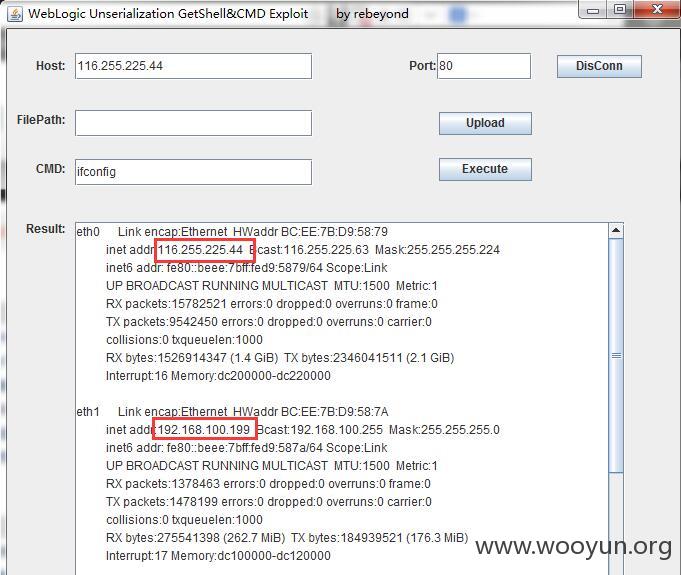 WebLogic Unserialization GetShell&CMD Exploit by rebeyond
Host: 116.255.225.44 Port: 80 DisConn
FilePath: Upload
CMD: ifconfig Execute
Result:
eth0 Link encap:Ethernet HWaddr BC:EE:7B:D9:58:79
inet addr:116.255.225.44 Bcast:116.255.225.63 Mask:255.255.255.224
inet6 addr: fe80::beee:7bff:fed9:5879/64 Scope:Link
UP BROADCAST RUNNING MULTICAST MTU:1500 Metric:1
RX packets:15782521 errors:0 dropped:0 overruns:0 frame:0
TX packets:9542450 errors:0 dropped:0 overruns:0 carrier:0
collisions:0 txqueuelen:1000
RX bytes:1526914347 (1.4 GiB) TX bytes:2346041511 (2.1 GiB)
Interrupt:16 Memory:dc200000-dc220000
eth1 Link encap:Ethernet HWaddr BC:EE:7B:D9:58:7A
inet addr:192.168.100.199 Bcast:192.168.100.255 Mask:255.255.255.0
inet6 addr: fe80::beee:7bff:fed9:587a/64 Scope:Link
UP BROADCAST RUNNING MULTICAST MTU:1500 Metric:1
RX packets:1378463 errors:0 dropped:0 overruns:0 frame:0
TX packets:1478199 errors:0 dropped:0 overruns:0 carrier:0
collisions:0 txqueuelen:1000
RX bytes:275541398 (262.7 MiB) TX bytes:184939521 (176.3 MiB)
Interrupt:17 Memory:dc100000-dc120000
www.wooyun.org